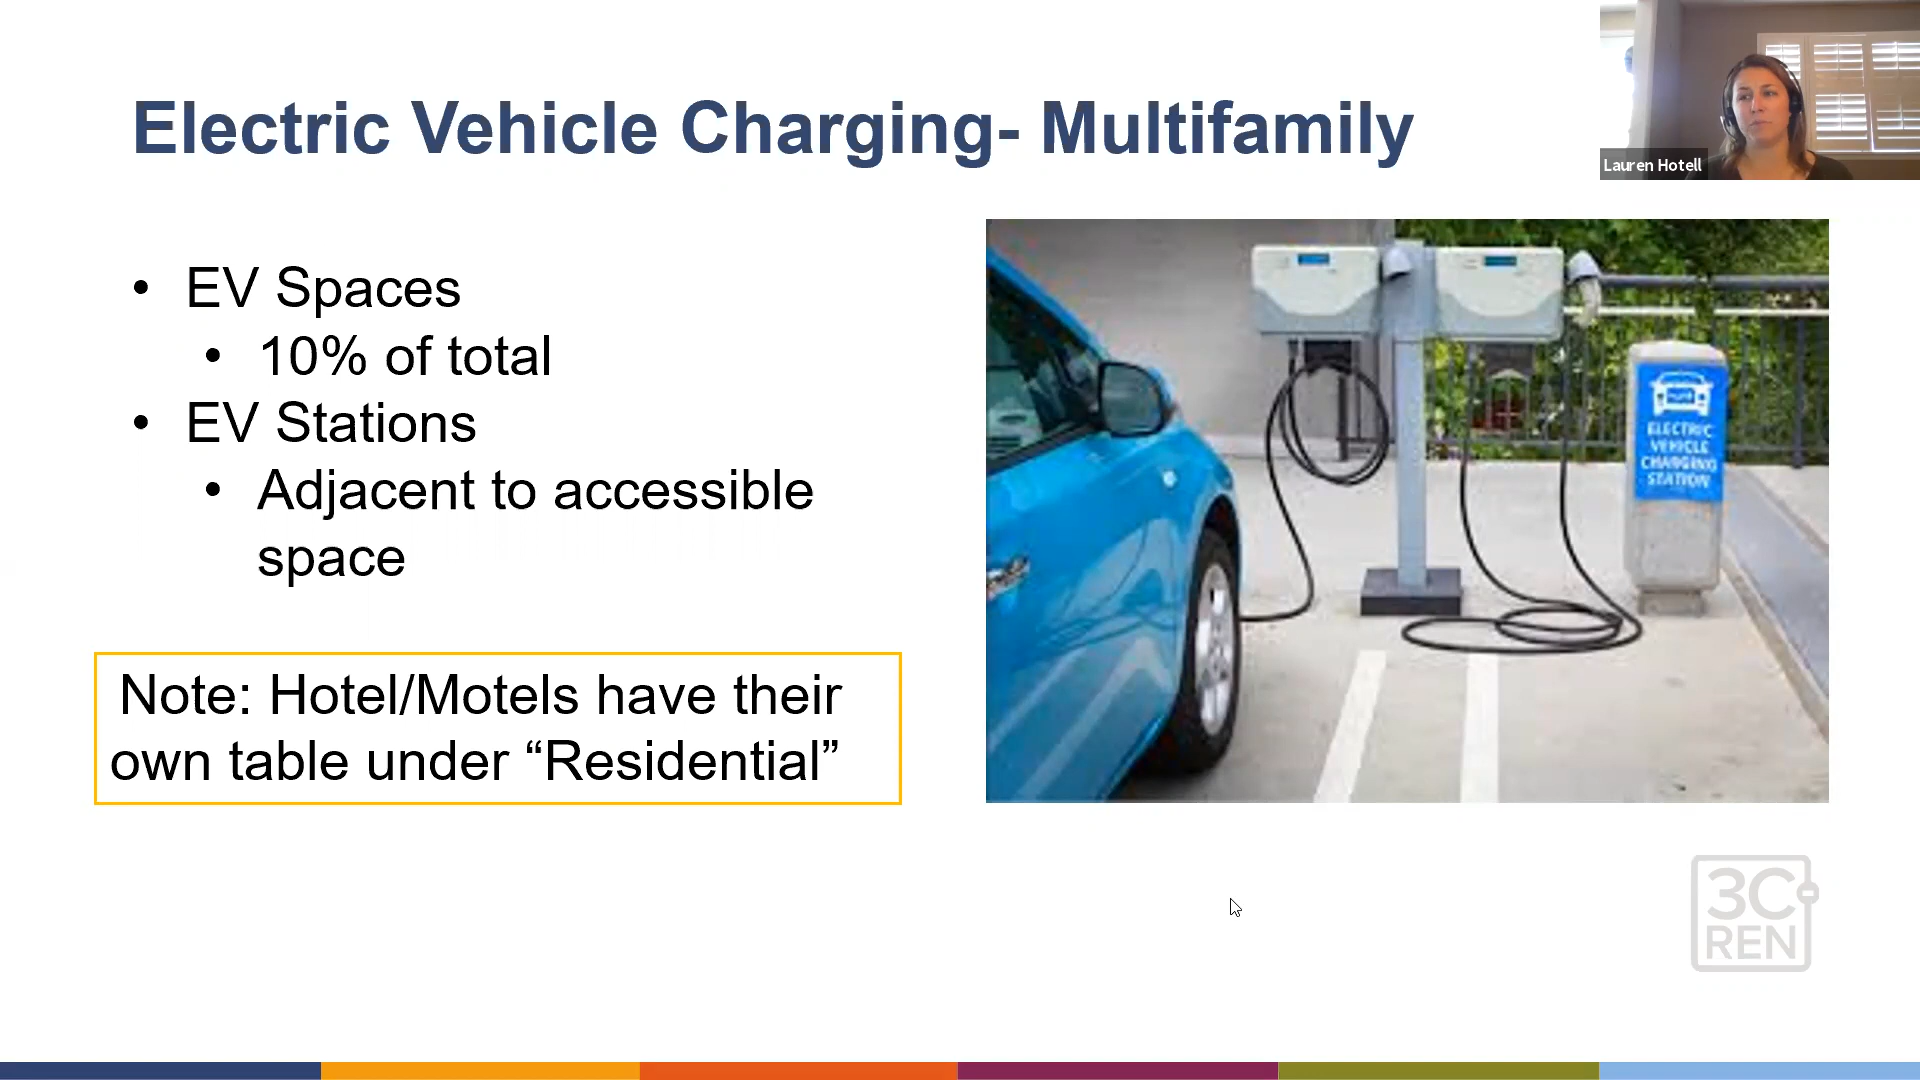 Electric Vehicle Charging- Multifamily
Lauren Hotell
• EV Spaces
• 10% of total
• EV Stations
• Adjacent to accessible
space
Note: Hotel/Motels have their
own table under “Residential”
ELECTRIC
VEHICLE
CHARGING
STATION
3C-
REN